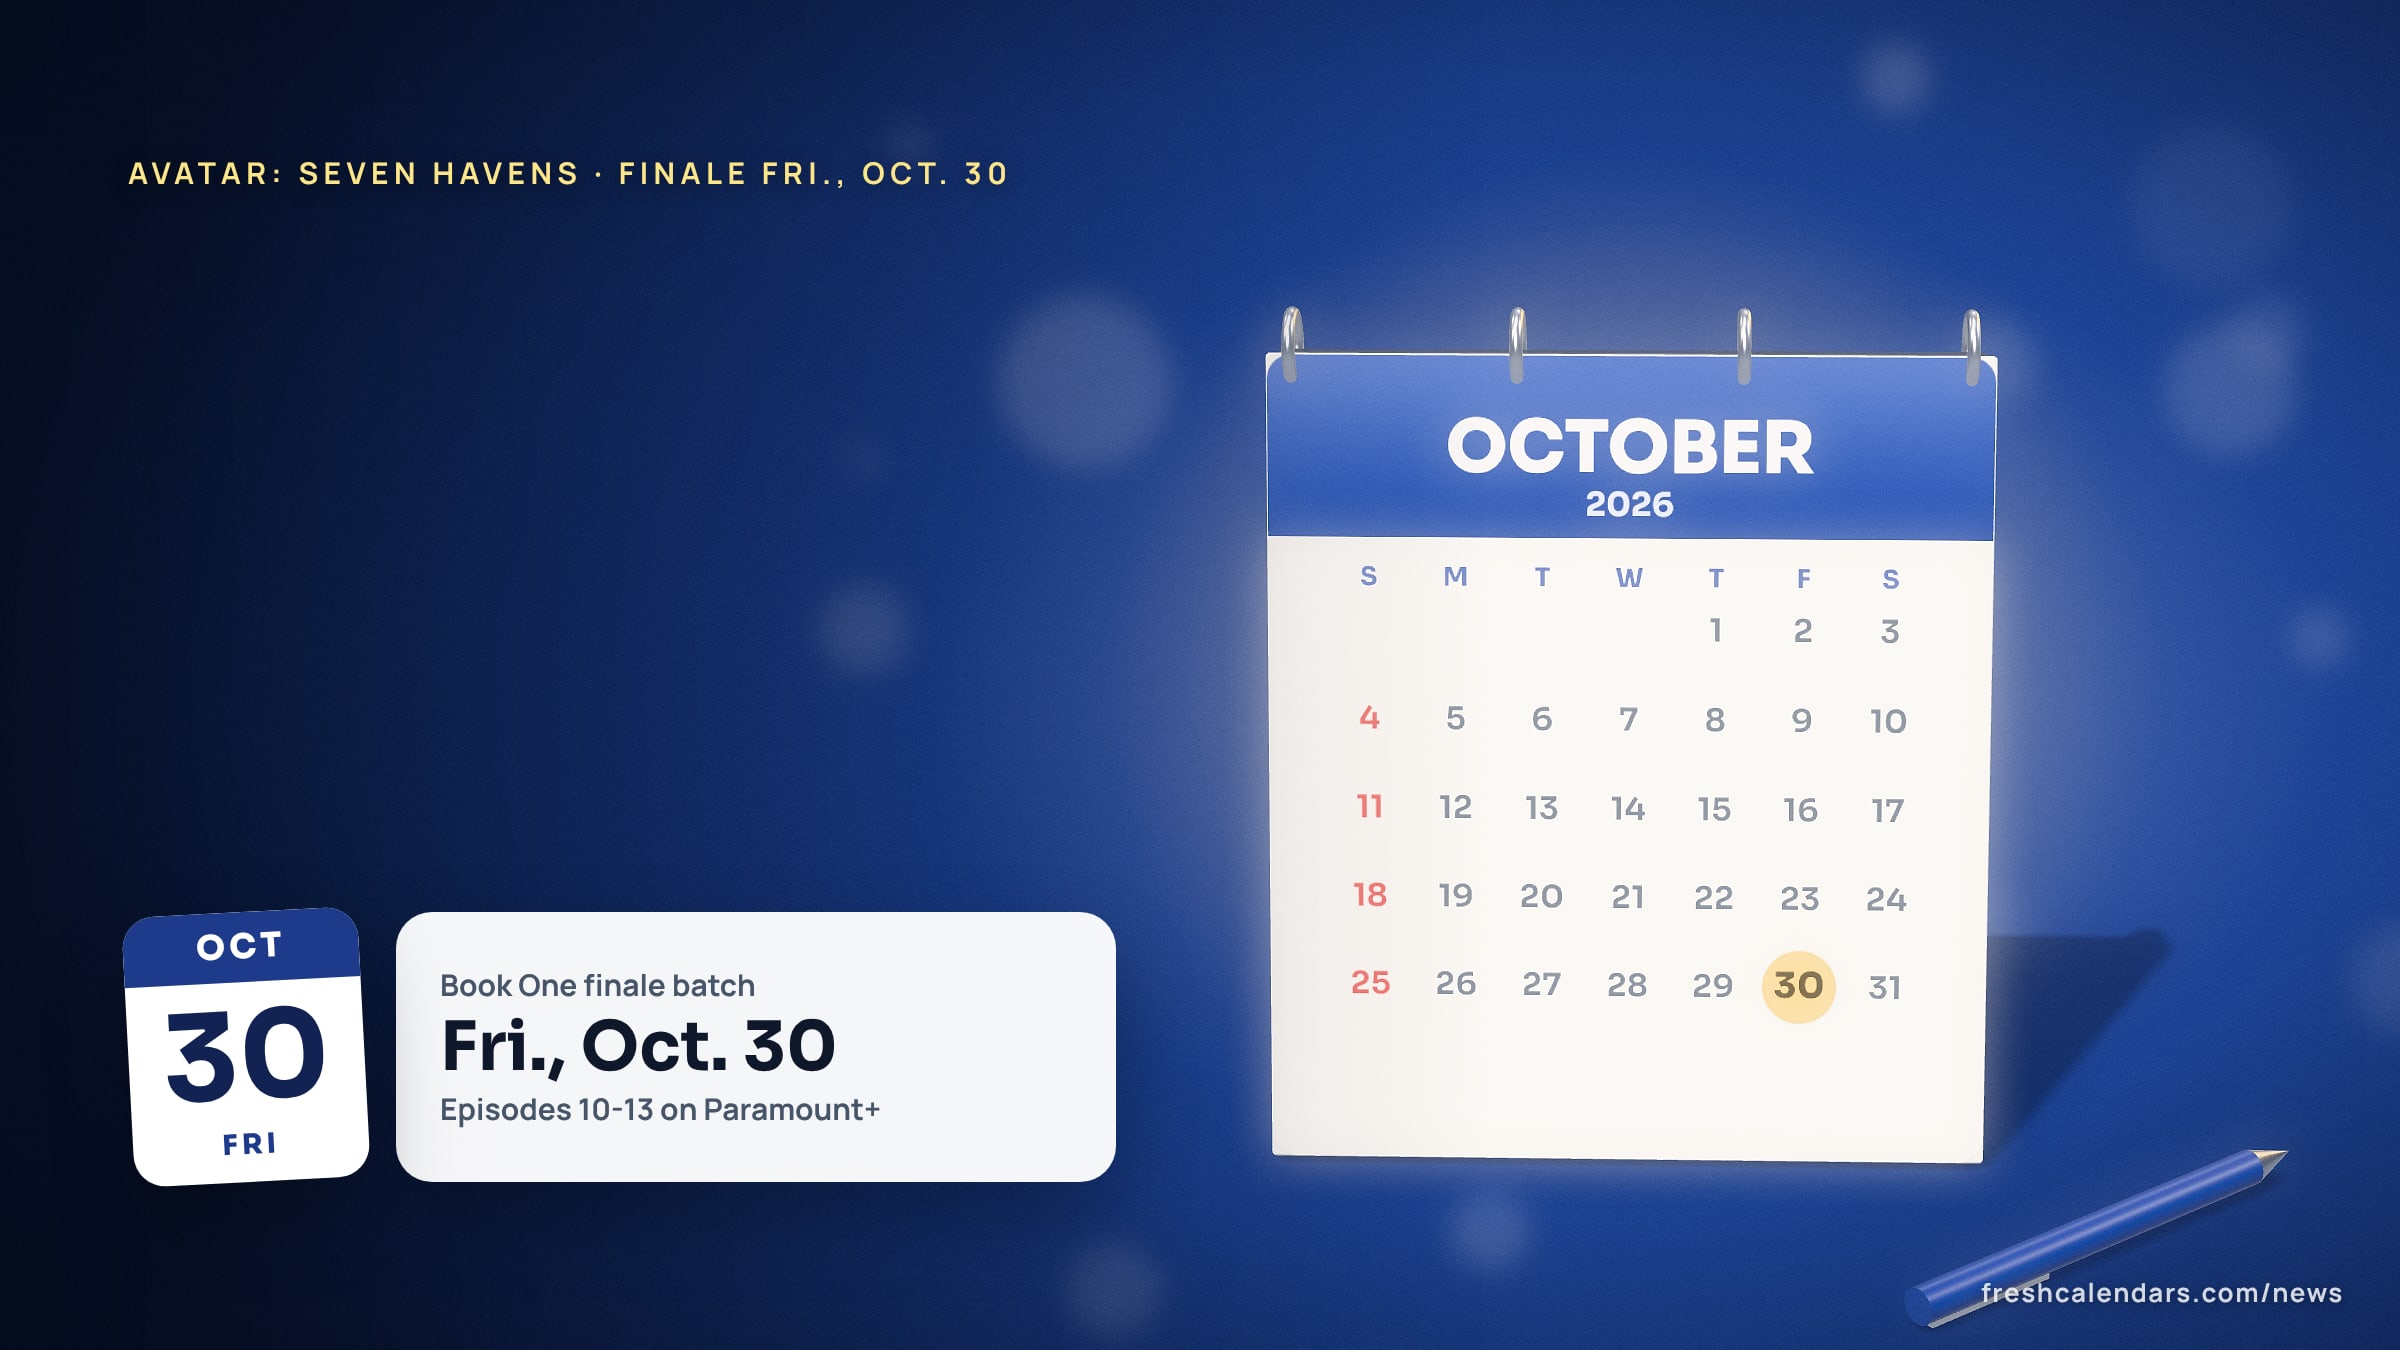 AVATAR: SEVEN HAVENS · FINALE FRI., OCT. 30
OCTOBER
2026
S M T W T F S
1 2 3
4 5 6 7 8 9 10
11 12 13 14 15 16 17
18 19 20 21 22 23 24
25 26 27 28 29 30 31
OCT
30
FRI
Book One finale batch
Fri., Oct. 30
Episodes 10-13 on Paramount+
freshcalendars.com/news